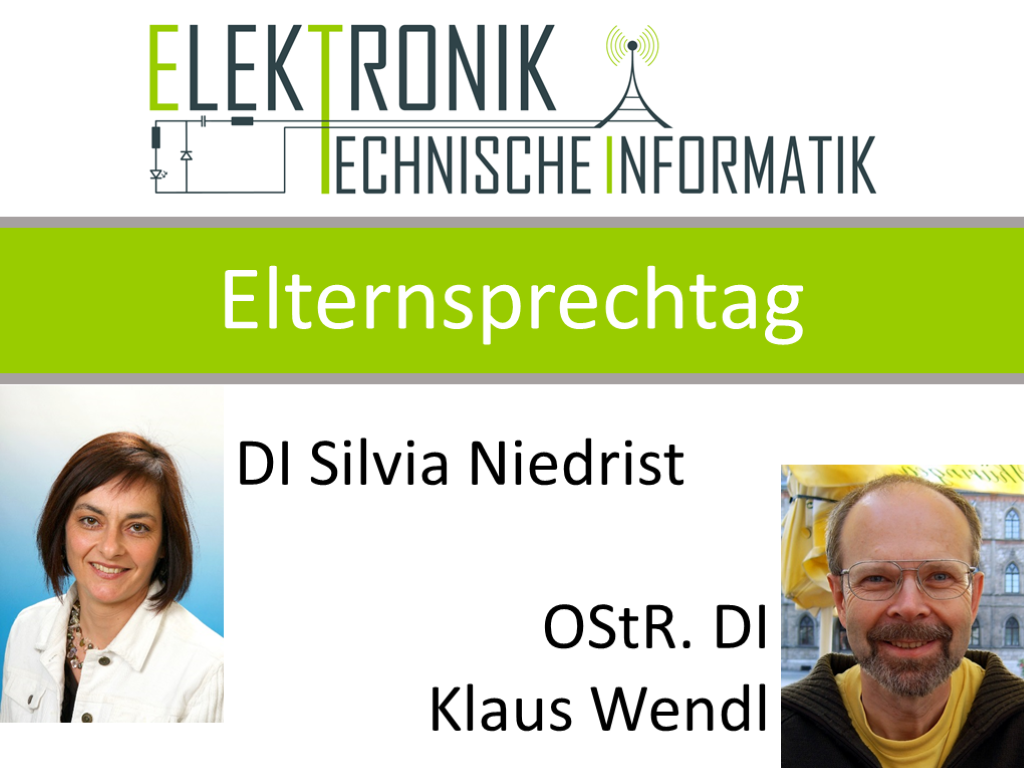 ELEKTRONIK
TECHNISCHE INFORMATIK
Elternsprechtag
DI Silvia Niedrist
OStR. DI
Klaus Wendl